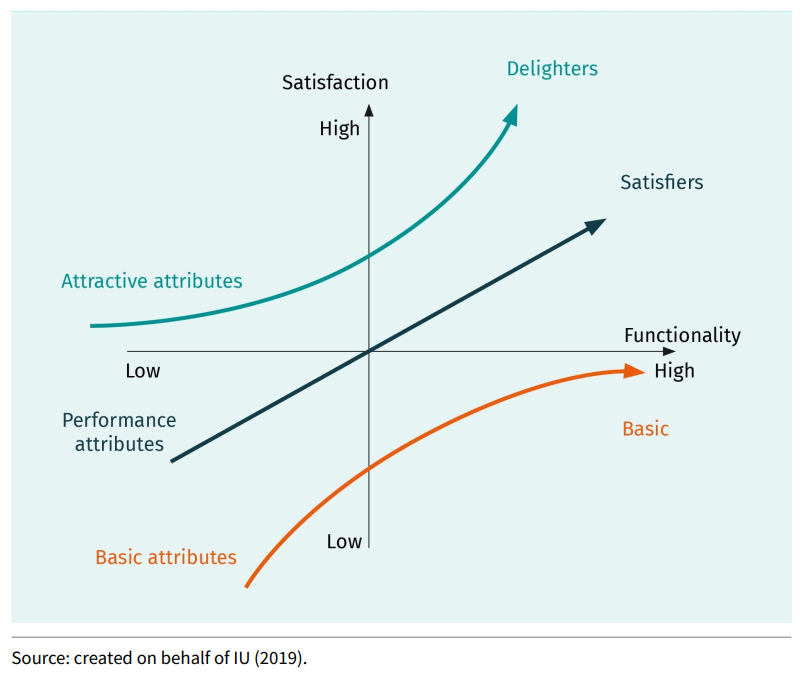 Delighters
Satisfaction
High
Satisfiers
Attractive attributes
Functionality
Low
High
Performance
attributes
Basic
Low
Basic attributes
Source: created on behalf of IU (2019).